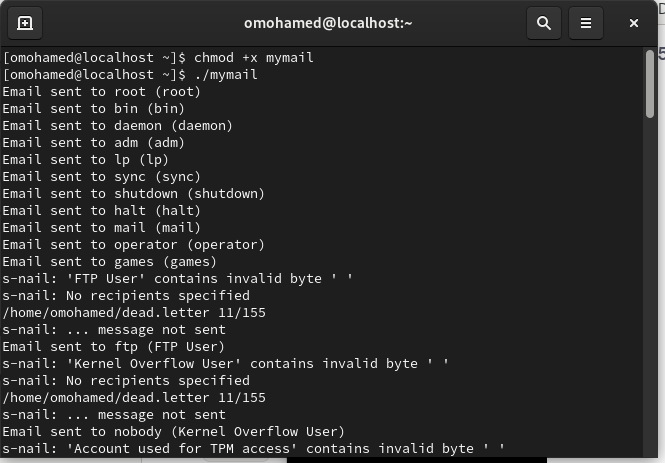 omohamed@localhost:~
[omohamed@localhost ~]$ chmod +x mymail
[omohamed@localhost ~]$ ./mymail
Email sent to root (root)
Email sent to bin (bin)
Email sent to daemon (daemon)
Email sent to adm (adm)
Email sent to lp (lp)
Email sent to sync (sync)
Email sent to shutdown (shutdown)
Email sent to halt (halt)
Email sent to mail (mail)
Email sent to operator (operator)
Email sent to games (games)
s-nail: 'FTP User' contains invalid byte ' '
s-nail: No recipients specified
/home/omohamed/dead.letter 11/155
s-nail: ... message not sent
Email sent to ftp (FTP User)
s-nail: 'Kernel Overflow User' contains invalid byte ' '
s-nail: No recipients specified
/home/omohamed/dead.letter 11/155
s-nail: ... message not sent
Email sent to nobody (Kernel Overflow User)
s-nail: 'Account used for TPM access' contains invalid byte ' '